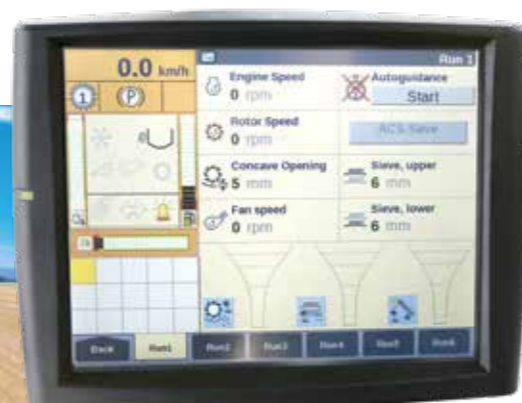 Run 1
0.0 km/h
1 (P)
Engine Speed
0 rpm
Autoguidance
Start
Rotor Speed
0 rpm
ACS Save
Concave Opening
5 mm
Sieve, upper
6 mm
Fan speed
0 rpm
Sieve, lower
6 mm
Back Run1 Run2 Run3 Run4 Run5 Run6